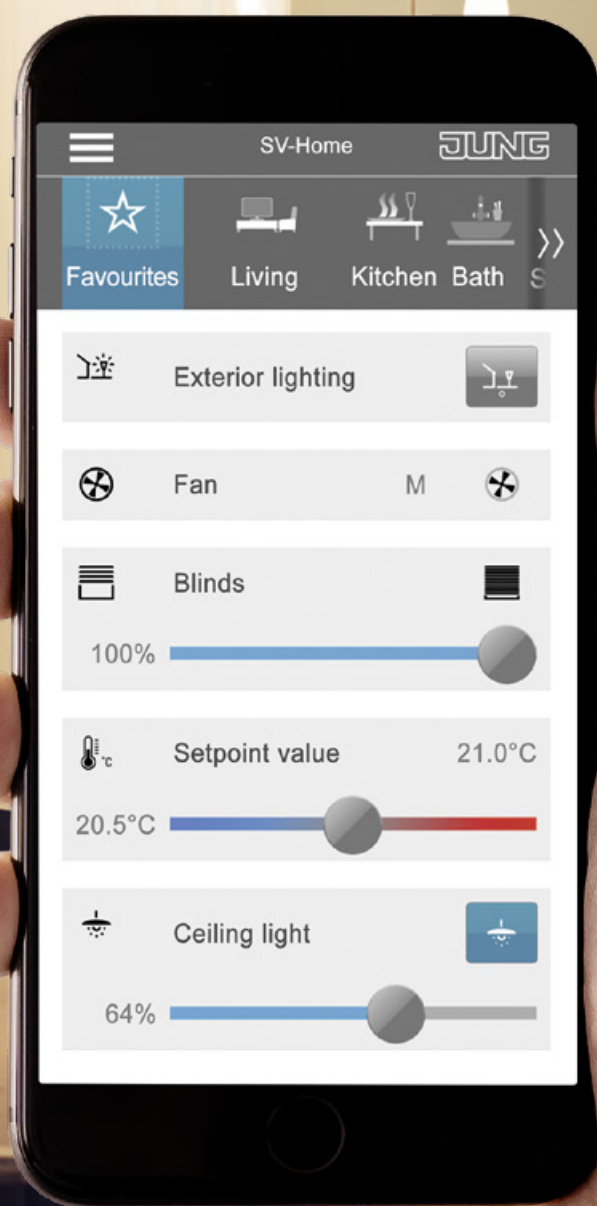 SV-Home JUNG
Favourites Living Kitchen Bath S
Exterior lighting
Fan M
Blinds
100%
°C Setpoint value 21.0°C
20.5°C
Ceiling light
64%